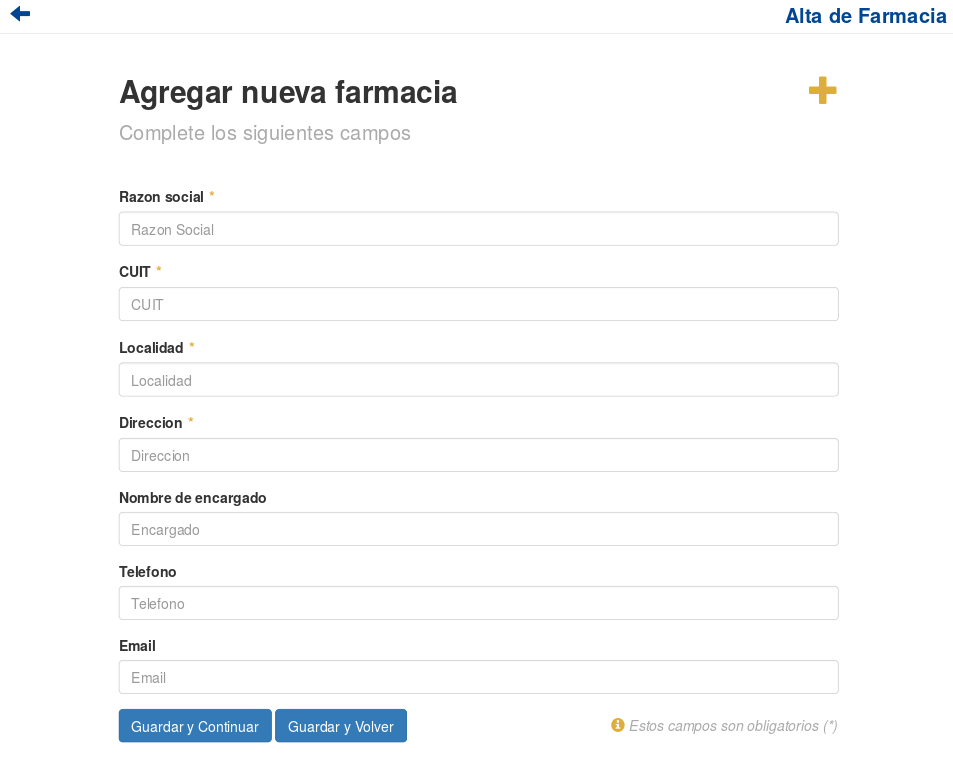 Alta de Farmacia
Agregar nueva farmacia
Complete los siguientes campos
Razon social *
Razon Social
CUIT *
CUIT
Localidad *
Localidad
Direccion *
Direccion
Nombre de encargado
Encargado
Telefono
Telefono
Email
Email
Guardar y Continuar Guardar y Volver Estos campos son obligatorios (*)